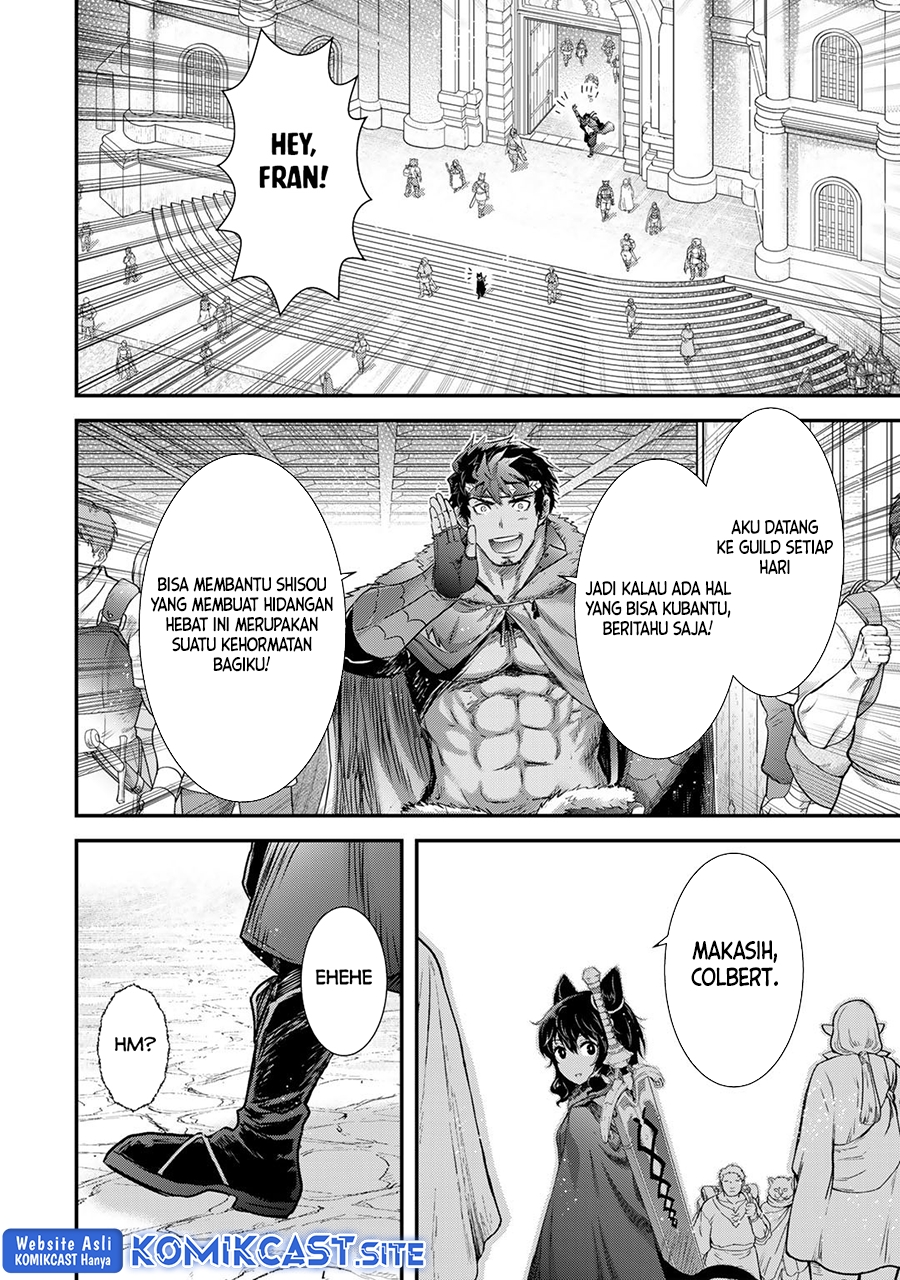 HEY,
FRAN!
AKU DATANG
KE GUILD SETIAP
HARI
JADI KALAU ADA HAL
YANG BISA KUBANTU,
BERITAHU SAJA!
BISA MEMBANTU SHISOU
YANG MEMBUAT HIDANGAN
HEBAT INI MERUPAKAN
SUATU KEHORMATAN
BAGIKU!
MAKASIH,
COLBERT.
EHEHE
HM?
Website Asli
KOMIKCAST Hanya
KOMIKCAST.SITE